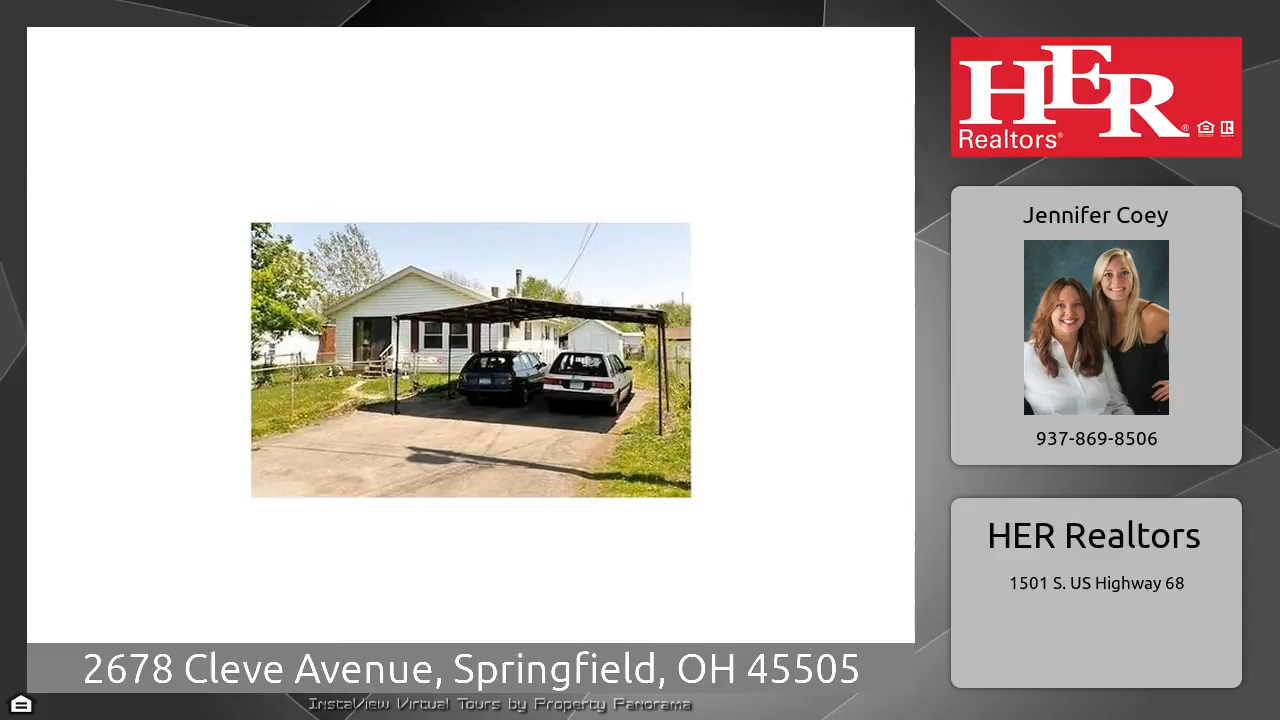 HER
Realtors®
Jennifer Coey
937-869-8506
HER Realtors
1501 S. US Highway 68
2678 Cleve Avenue, Springfield, OH 45505
InstaView Virtual Tours by Property Panorama